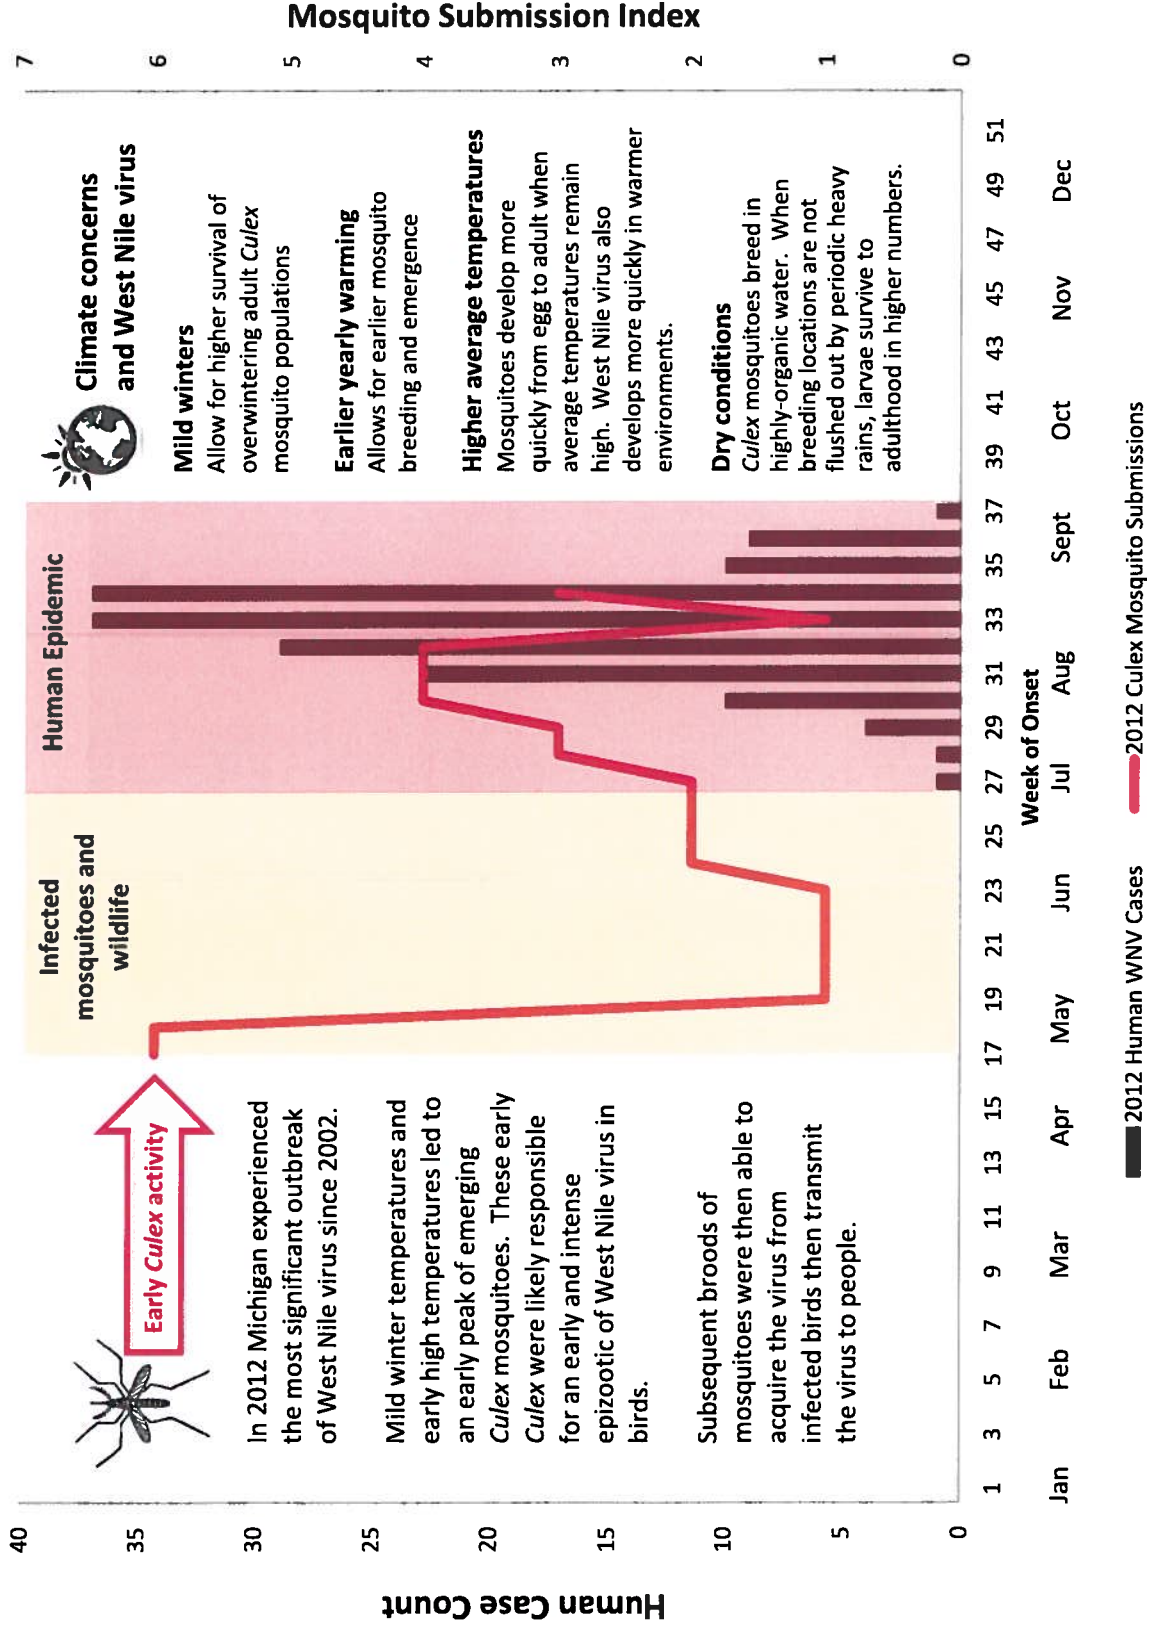 Early Culex activity
In 2012 Michigan experienced
the most significant outbreak
of West Nile virus since 2002.
Mild winter temperatures and
early high temperatures led to
an early peak of emerging
Culex mosquitoes. These early
Culex were likely responsible
for an early and intense
epizootic of West Nile virus in
birds.
Subsequent broods of
mosquitoes were then able to
acquire the virus from
infected birds then transmit
the virus to people.
Infected
mosquitoes and
wildlife
Human Epidemic
Climate concerns
and West Nile virus
Mild winters
Allow for higher survival of
overwintering adult Culex
mosquito populations
Earlier yearly warming
Allows for earlier mosquito
breeding and emergence
Higher average temperatures
Mosquitoes develop more
quickly from egg to adult when
average temperatures remain
high. West Nile virus also
develops more quickly in warmer
environments.
Dry conditions
Culex mosquitoes breed in
highly-organic water. When
breeding locations are not
flushed out by periodic heavy
rains, larvae survive to
adulthood in higher numbers.
Human Case Count
40
35
30
25
20
15
10
5
0
Mosquito Submission Index
7
6
5
4
3
2
1
0
1 3 5 7 9 11 13 15 17 19 21 23 25 27 29 31 33 35 37 39 41 43 45 47 49 51
Week of Onset
Jan Feb Mar Apr May Jun Jul Aug Sept Oct Nov Dec
2012 Human WNV Cases
2012 Culex Mosquito Submissions